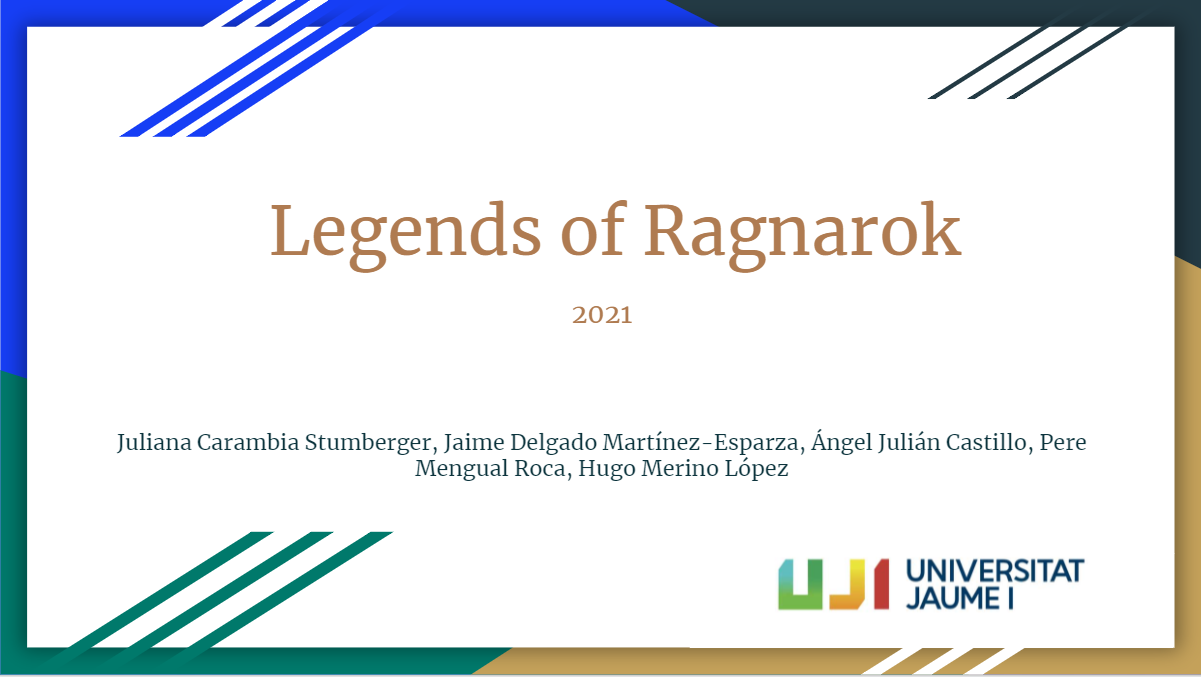 Legends of Ragnarok
2021
Juliana Carambia Stumberger, Jaime Delgado Martínez-Esparza, Ángel Julián Castillo, Pere
Mengual Roca, Hugo Merino López
UJI UNIVERSITAT
JAUME I